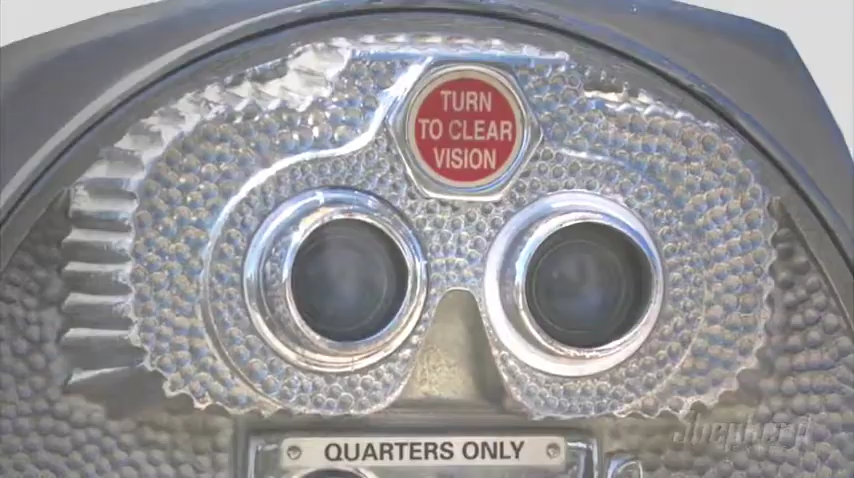 TURN
TO CLEAR
VISION
QUARTERS ONLY
Shepherd